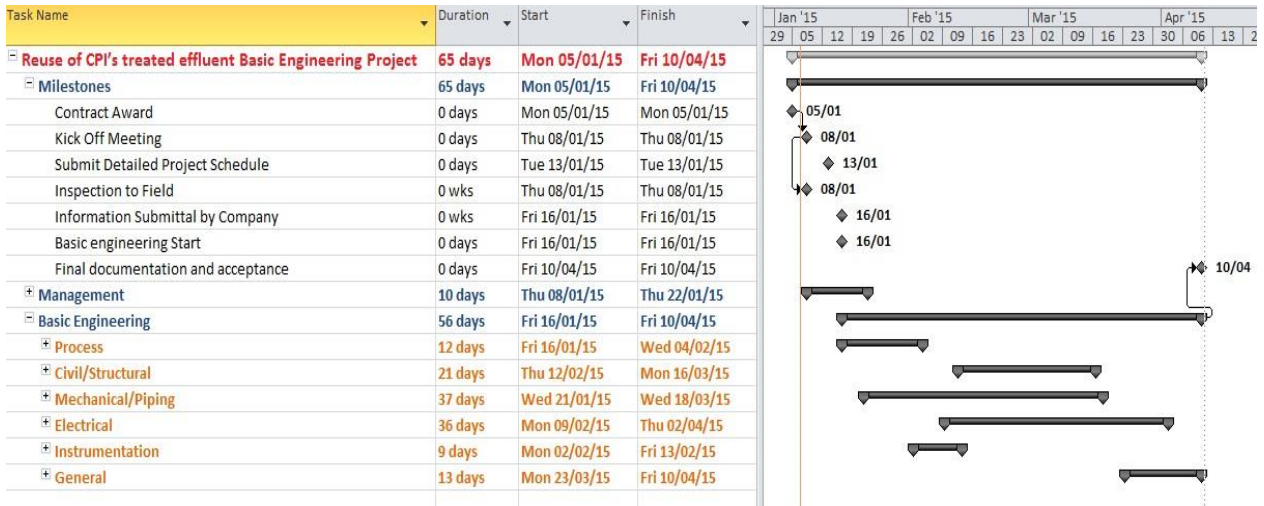 Task Name Duration Start Finish Jan '15 Feb '15 Mar '15 Apr '15
29 05 12 19 26 02 09 16 23 02 09 16 23 30 06 13 2
Reuse of CPI's treated effluent Basic Engineering Project 65 days Mon 05/01/15 Fri 10/04/15
Milestones 65 days Mon 05/01/15 Fri 10/04/15
Contract Award 0 days Mon 05/01/15 Mon 05/01/15 05/01
Kick Off Meeting 0 days Thu 08/01/15 Thu 08/01/15 08/01
Submit Detailed Project Schedule 0 days Tue 13/01/15 Tue 13/01/15 13/01
Inspection to Field 0 wks Thu 08/01/15 Thu 08/01/15 08/01
Information Submittal by Company 0 wks Fri 16/01/15 Fri 16/01/15 16/01
Basic engineering Start 0 days Fri 16/01/15 Fri 16/01/15 16/01
Final documentation and acceptance 0 days Fri 10/04/15 Fri 10/04/15 10/04
Management 10 days Thu 08/01/15 Thu 22/01/15
Basic Engineering 56 days Fri 16/01/15 Fri 10/04/15
Process 12 days Fri 16/01/15 Wed 04/02/15
Civil/Structural 21 days Thu 12/02/15 Mon 16/03/15
Mechanical/Piping 37 days Wed 21/01/15 Wed 18/03/15
Electrical 36 days Mon 09/02/15 Thu 02/04/15
Instrumentation 9 days Mon 02/02/15 Fri 13/02/15
General 13 days Mon 23/03/15 Fri 10/04/15